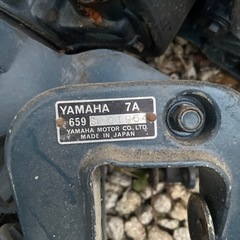 YAMAHA 7A
659
YAMAHA MOTOR CO., LTD.
MADE IN JAPAN